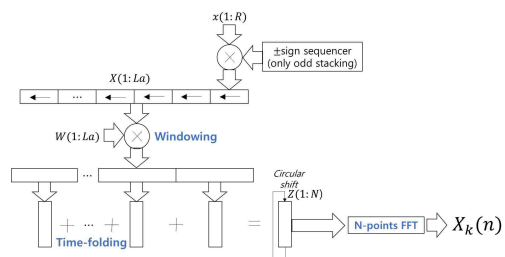 x(1:R)
±sign sequencer
(only odd stacking)
X(1:La)
...
W(1:La)
Windowing
...
Circular
shift
Z(1:N)
+ ... + + =
N-points FFT
X_k(n)
Time-folding